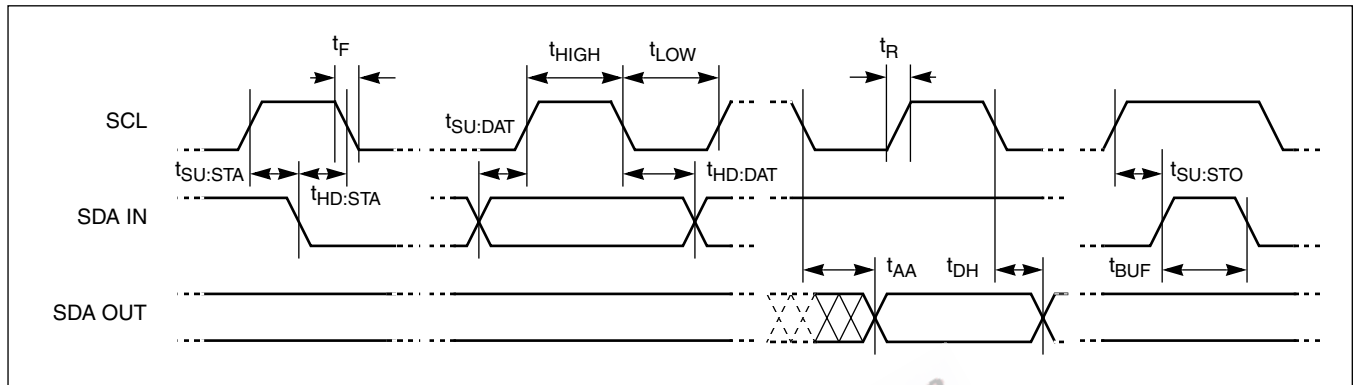 tF
tHIGH
tLOW
tR
SCL
tSU:DAT
tSU:STA
tHD:STA
tHD:DAT
tSU:STO
SDA IN
tAA
tDH
tBUF
SDA OUT